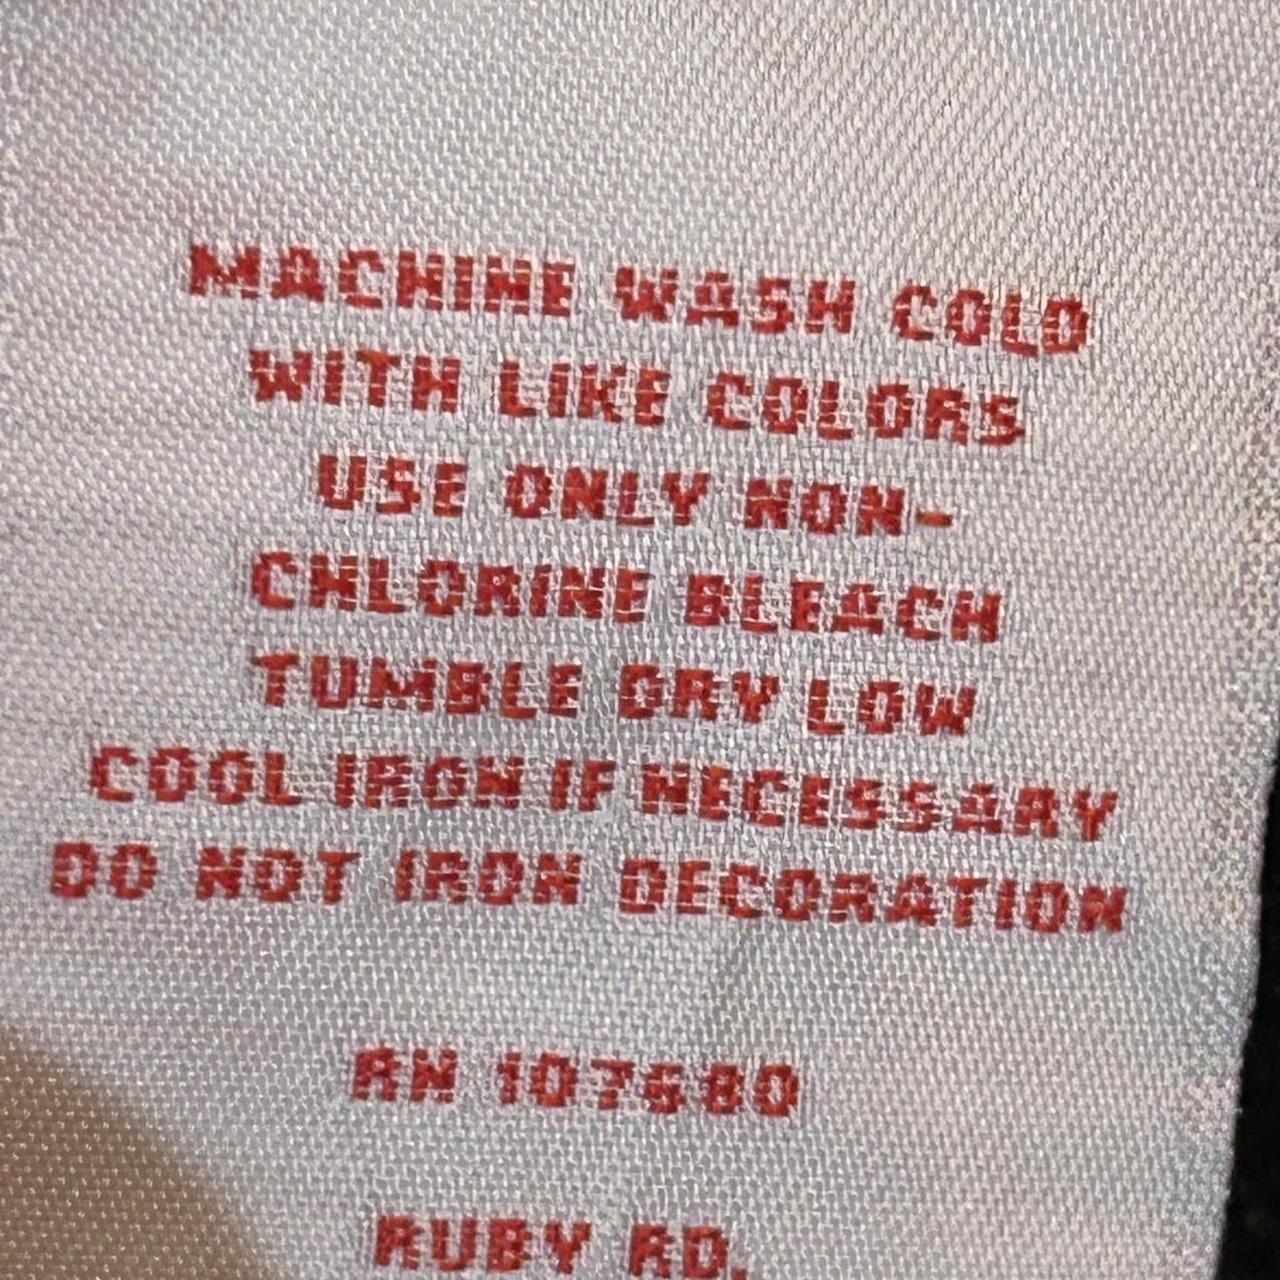 MACHINE WASH COLD
WITH LIKE COLORS
USE ONLY NON-
CHLORINE BLEACH
TUMBLE DRY LOW
COOL IRON IF NECESSARY
DO NOT IRON DECORATION
RN 107680
RUBY RD.